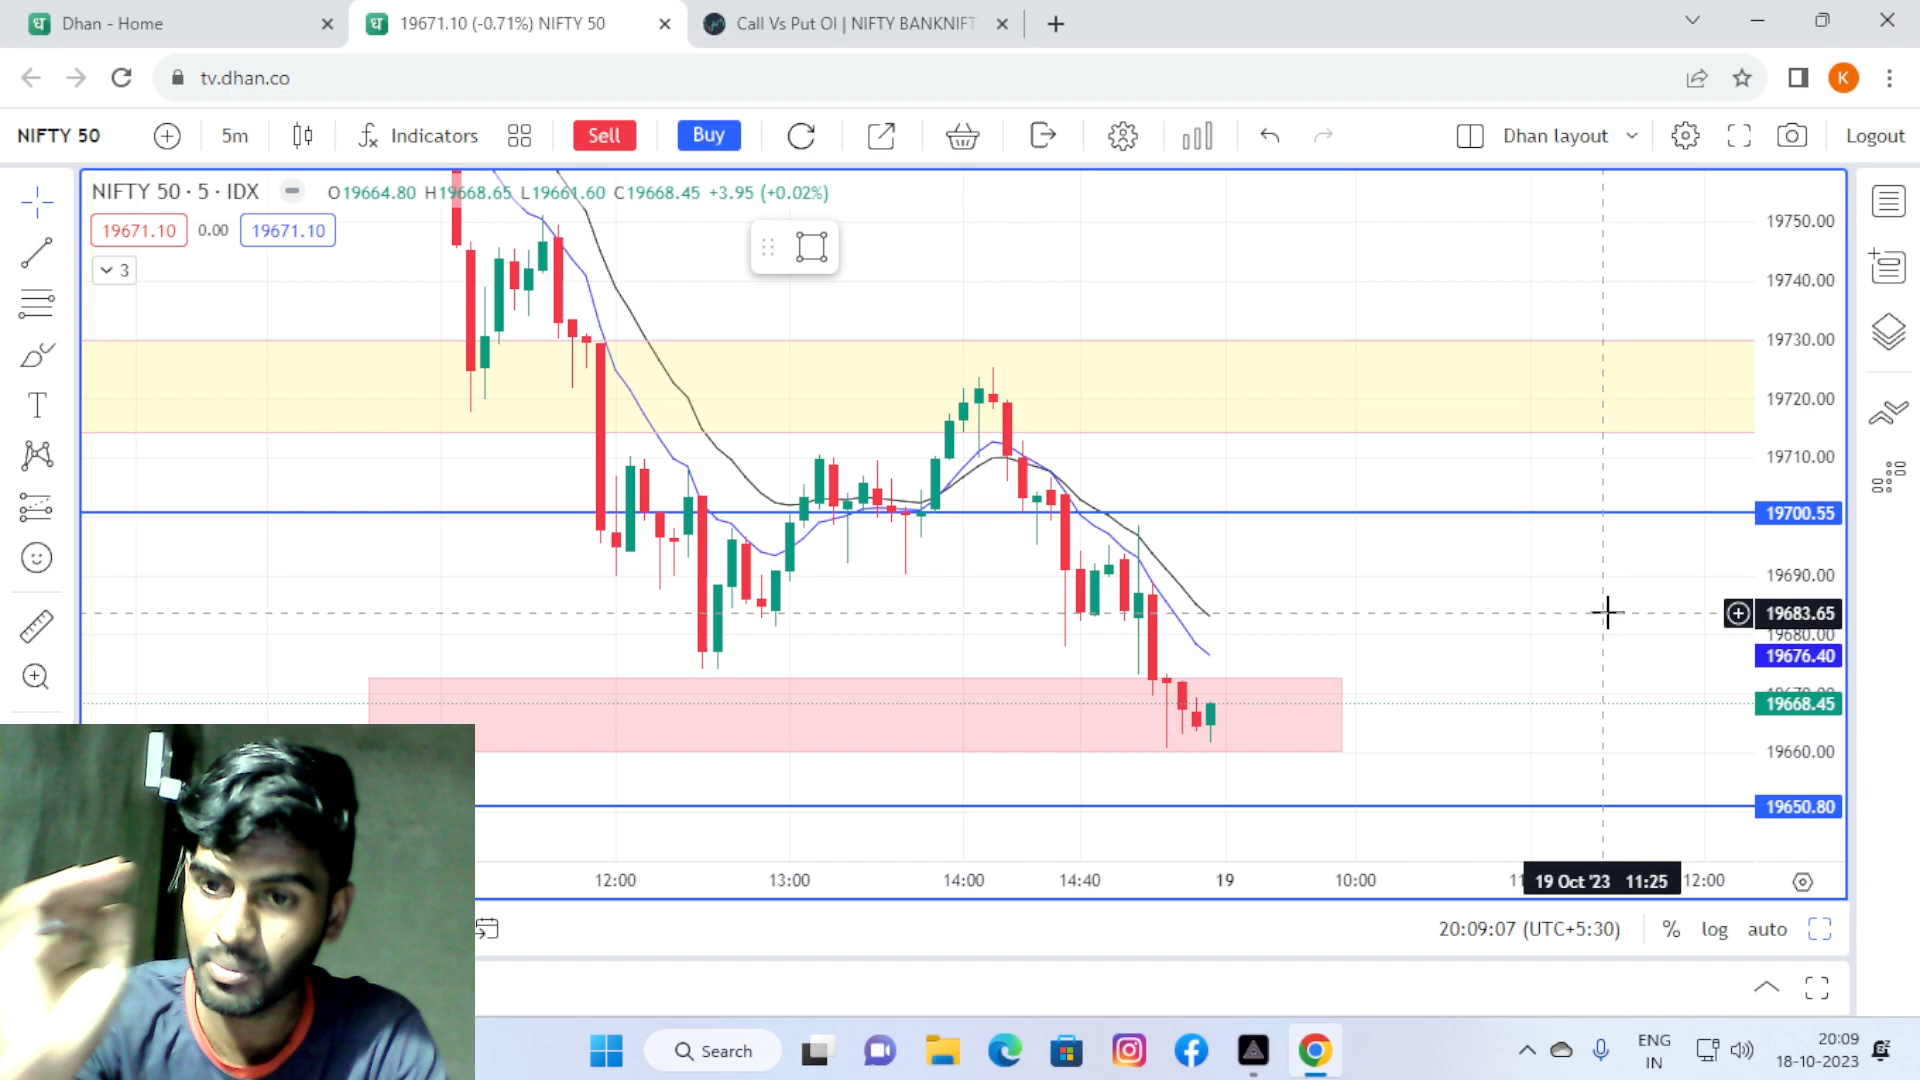 ध Dhan - Home
ध 19671.10 (-0.71%) NIFTY 50
Call Vs Put OI | NIFTY BANKNIFT
tv.dhan.co
K
NIFTY 50
5m
Indicators
Sell
Buy
Dhan layout
Logout
NIFTY 50 · 5 · IDX
O19664.80 H19668.65 L19661.60 C19668.45 +3.95 (+0.02%)
19671.10 0.00 19671.10
3
19750.00
19740.00
19730.00
19720.00
19710.00
19700.55
19690.00
19683.65
19680.00
19676.40
19668.45
19660.00
19650.80
12:00 13:00 14:00 14:40 19 10:00 19 Oct '23 11:25 12:00
20:09:07 (UTC+5:30) % log auto
T
Search
ENG
IN
20:09
18-10-2023